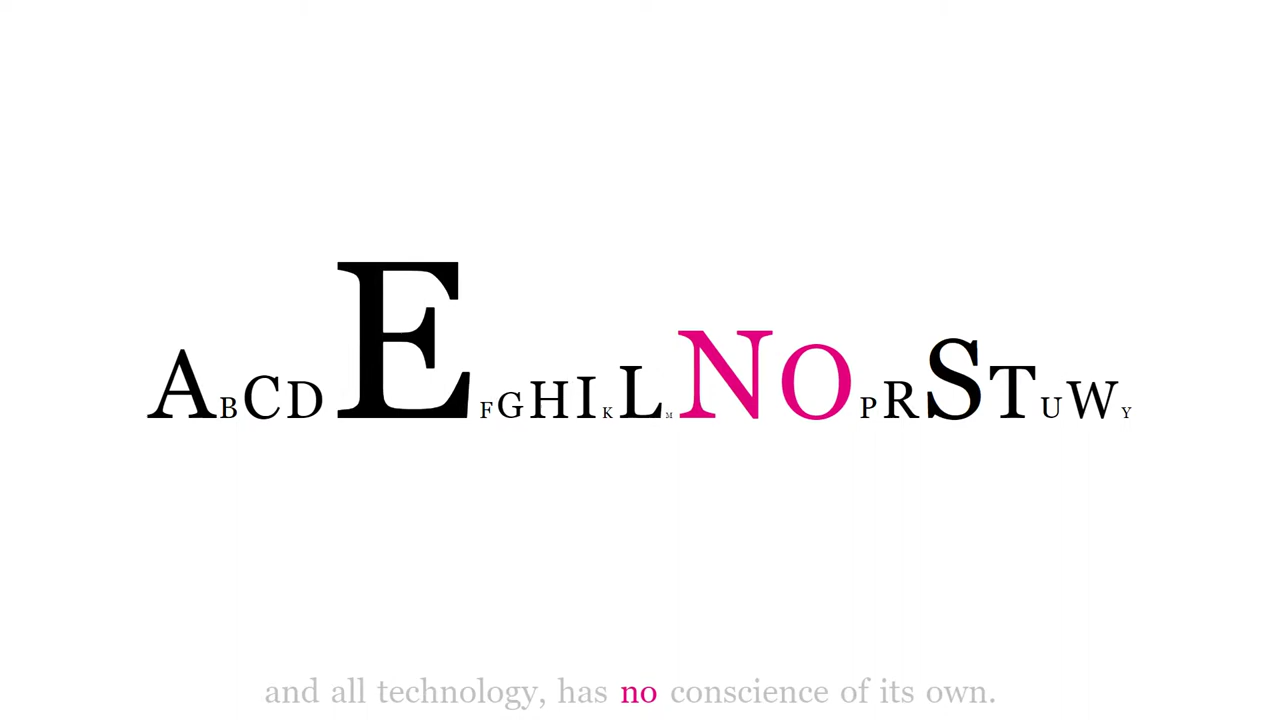 ABCDEFGHIKLMNOPRSTUWY
and all technology, has no conscience of its own.